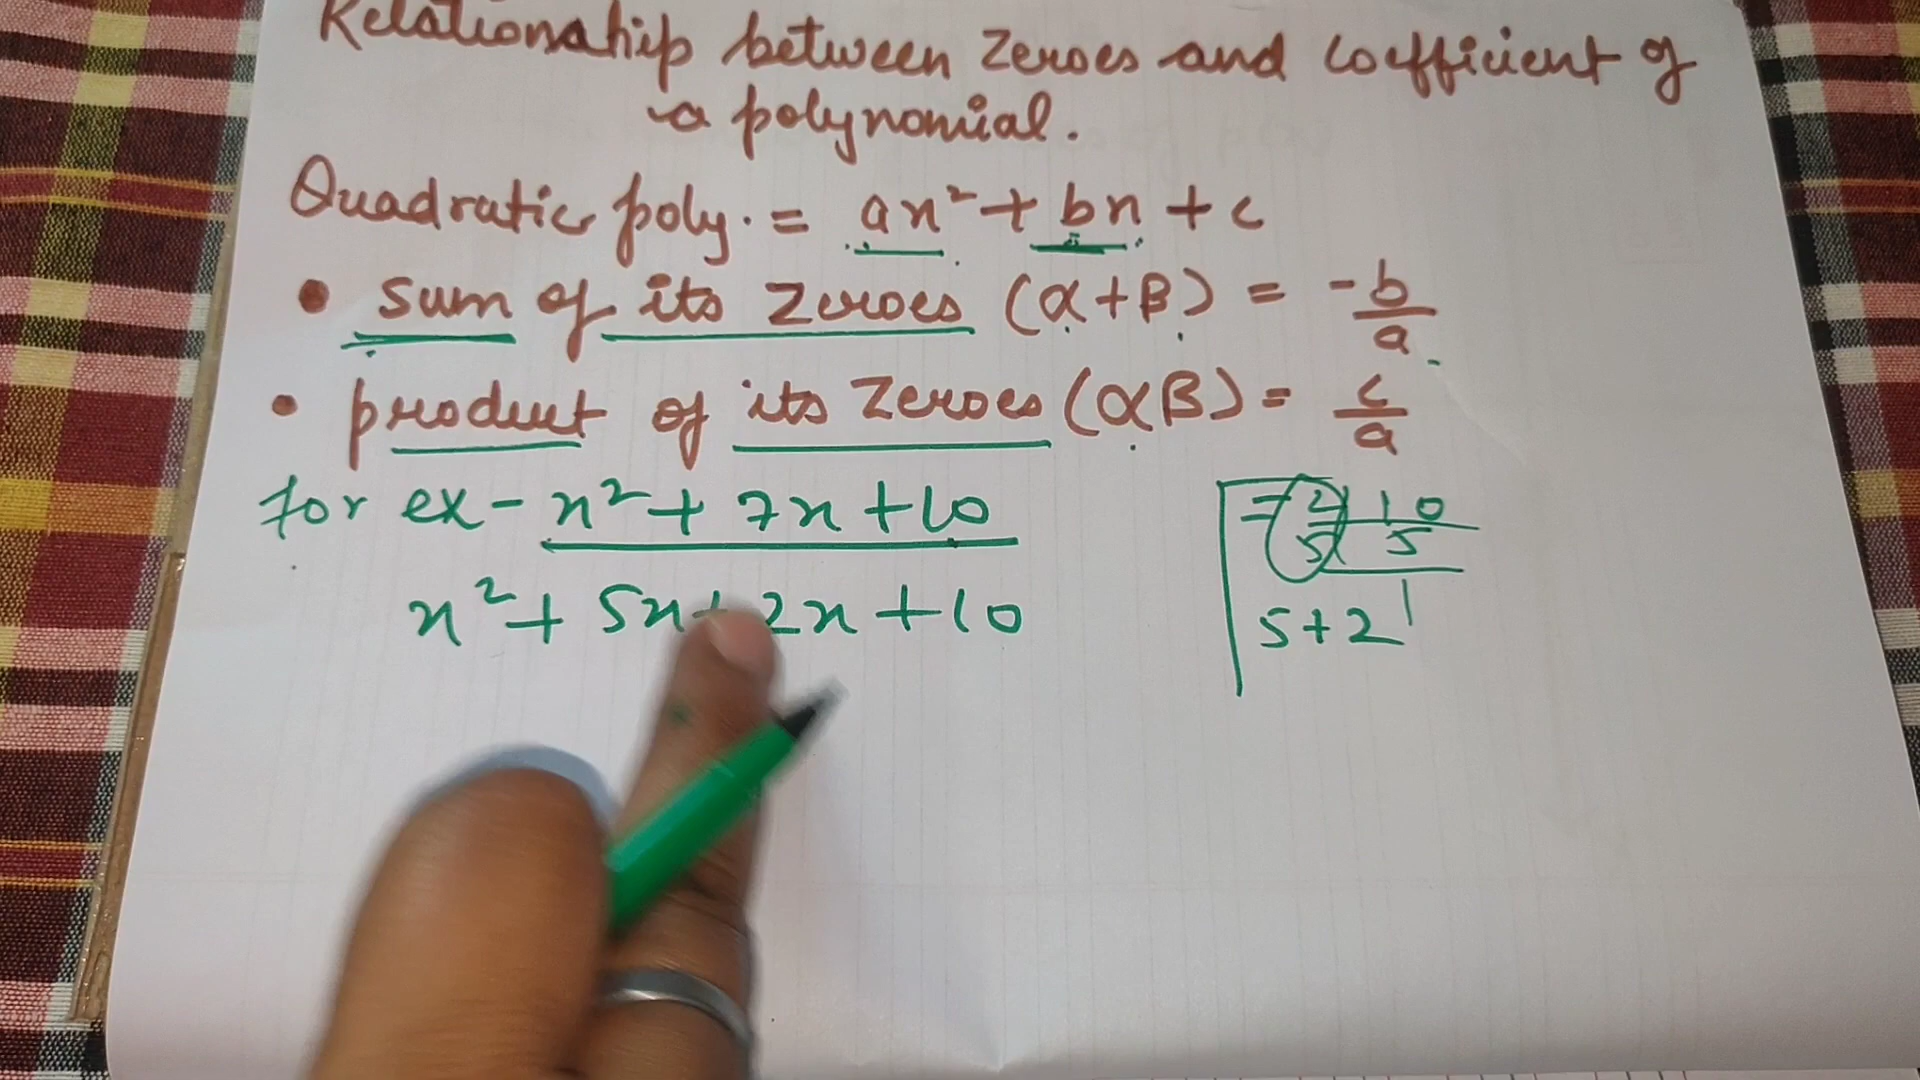 Relationship between zeroes and coefficient of
a polynomial.
Quadratic poly. = ax² + bx + c
• sum of its zeroes (α+β) = -b/a
• product of its zeroes (αβ) = c/a
for ex - x² + 7x + 10
x² + 5x + 2x + 10
= 2 | 10
5 | 5
1
5+2